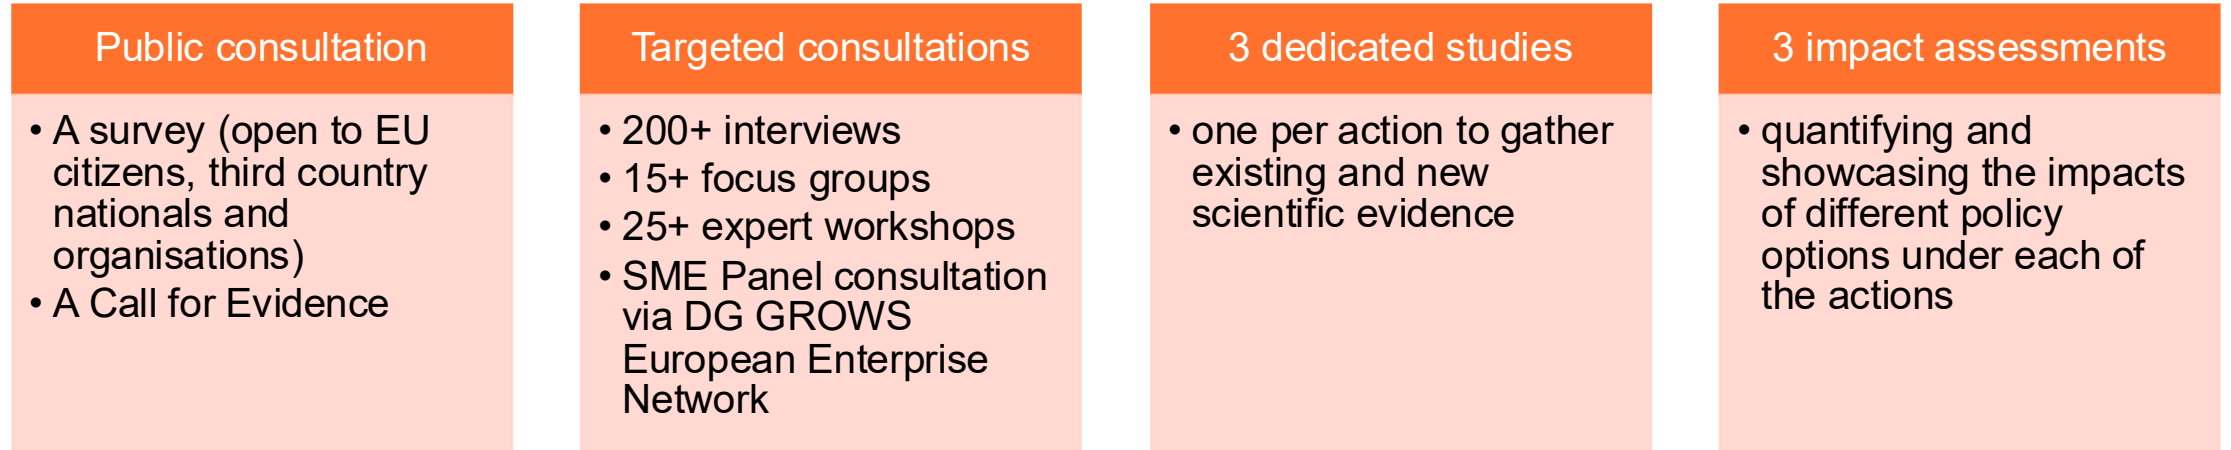 Public consultation
• A survey (open to EU
citizens, third country
nationals and
organisations)
• A Call for Evidence
Targeted consultations
• 200+ interviews
• 15+ focus groups
• 25+ expert workshops
• SME Panel consultation
via DG GROWS
European Enterprise
Network
3 dedicated studies
• one per action to gather
existing and new
scientific evidence
3 impact assessments
• quantifying and
showcasing the impacts
of different policy
options under each of
the actions